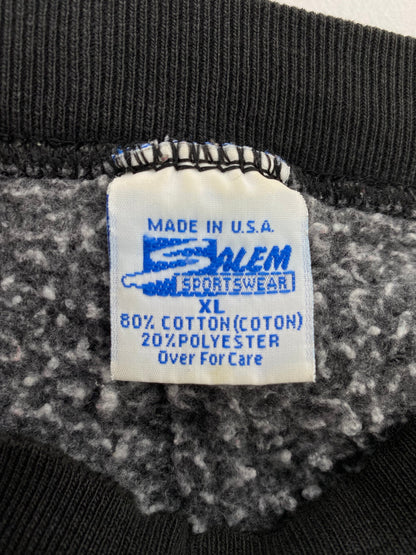 MADE IN U.S.A.
SALEM
SPORTSWEAR
XL
80% COTTON (COTON)
20% POLYESTER
Over For Care